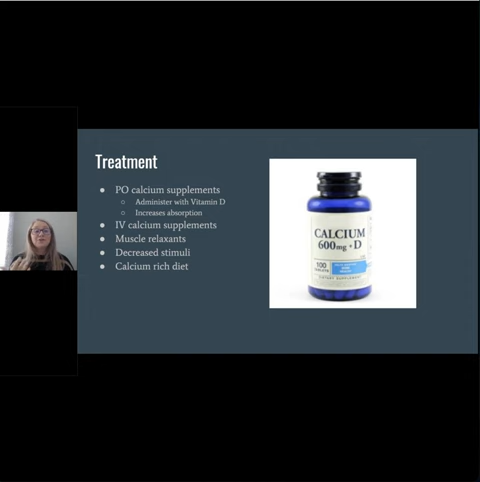 Treatment
● PO calcium supplements
○ Administer with Vitamin D
○ Increases absorption
● IV calcium supplements
● Muscle relaxants
● Decreased stimuli
● Calcium rich diet
CALCIUM
600mg + D
100
DIETARY SUPPLEMENT